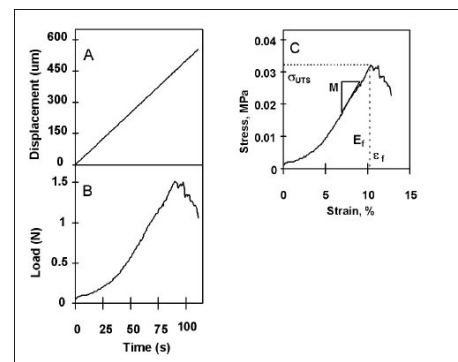 A
Displacement (um)
600
450
300
150
0
B
Load (N)
1.5
1
0.5
0
0 25 50 75 100
Time (s)
C
Stress, MPa
0.04
0.03
0.02
0.01
0
σUTS
M
Ef
εf
0 5 10 15
Strain, %